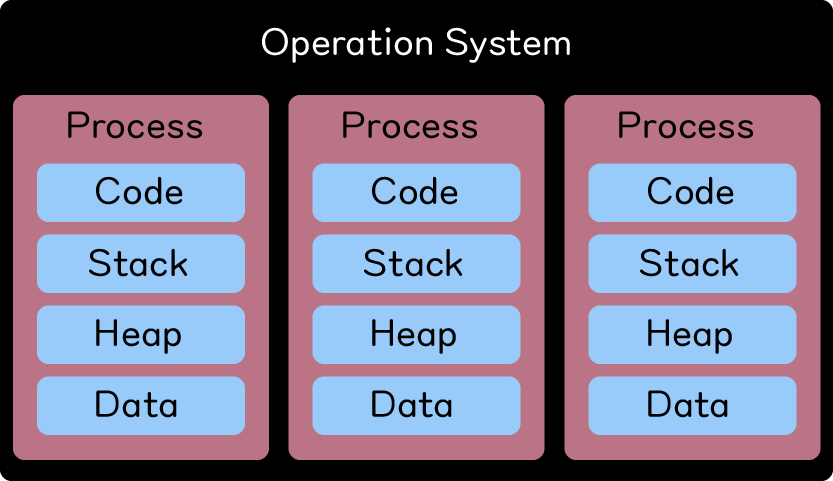 Operation System
Process
Code
Stack
Heap
Data
Process
Code
Stack
Heap
Data
Process
Code
Stack
Heap
Data